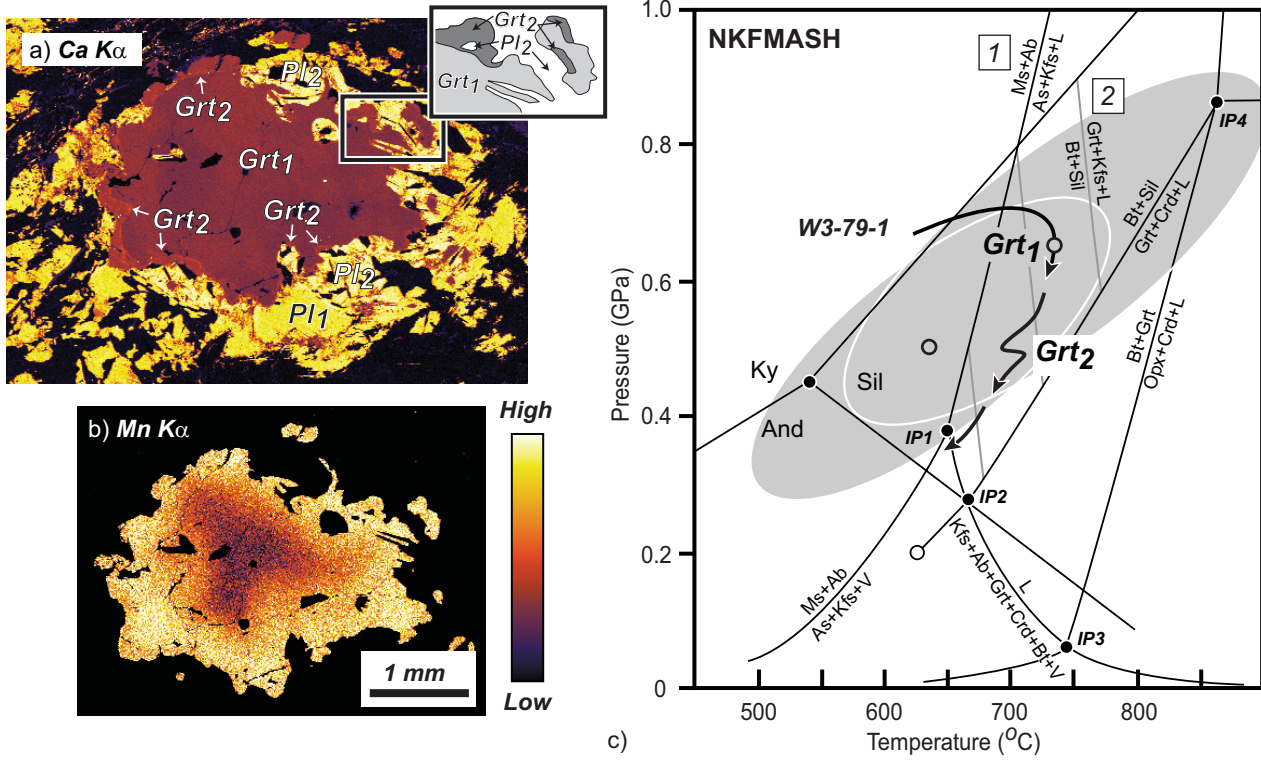 a) Ca Kα
Grt2
Pl2
Grt1
Pl2
Grt2
Grt1
Grt2
Grt2
Pl2
Pl1
b) Mn Kα
High
Low
1 mm
c)
NKFMASH
1
Ms+Ab
As+Kfs+L
2
Grt+Kfs+L
Bt+Sil
IP4
Bt+Sil
Grt+Crd+L
W3-79-1
Grt1
Bt+Grt
Opx+Crd+L
Grt2
Ky
Sil
And
IP1
IP2
Ms+Ab
As+Kfs+V
L
Kfs+Ab+Grt+Crd+Bt+V
IP3
Pressure (GPa)
1.0
0.8
0.6
0.4
0.2
0
500
600
700
800
Temperature (oC)